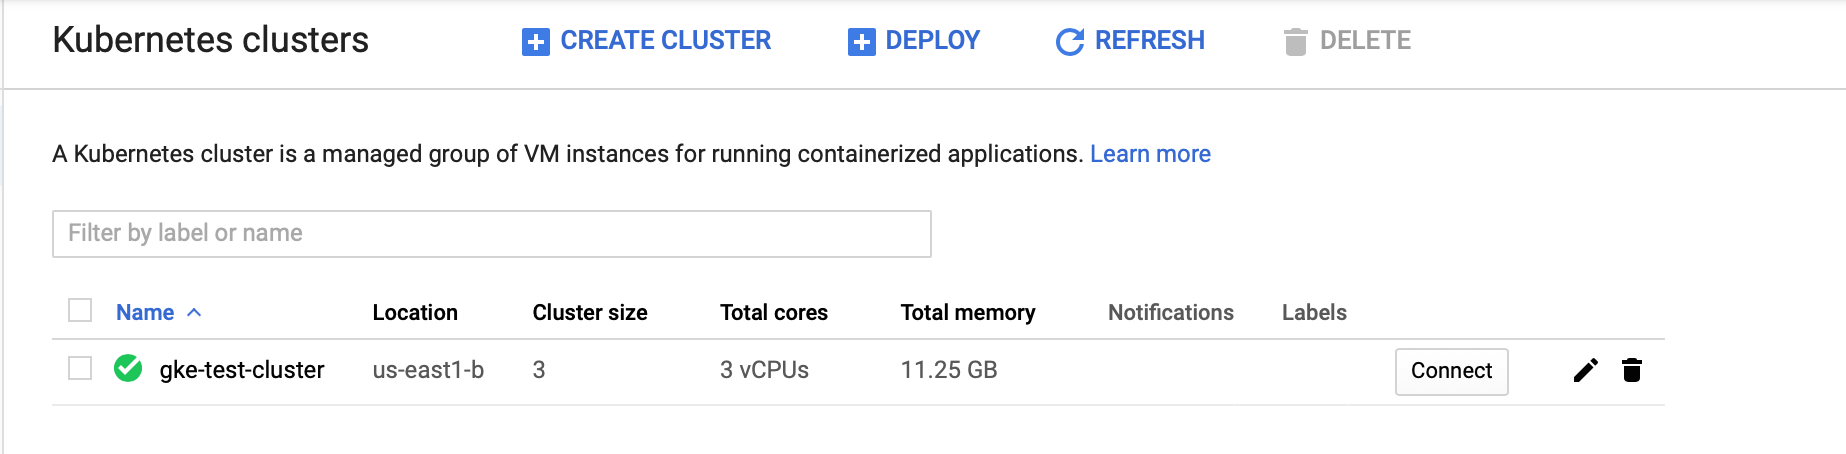 Kubernetes clusters CREATE CLUSTER DEPLOY REFRESH DELETE
A Kubernetes cluster is a managed group of VM instances for running containerized applications. Learn more
Filter by label or name
Name Location Cluster size Total cores Total memory Notifications Labels
gke-test-cluster us-east1-b 3 3 vCPUs 11.25 GB Connect